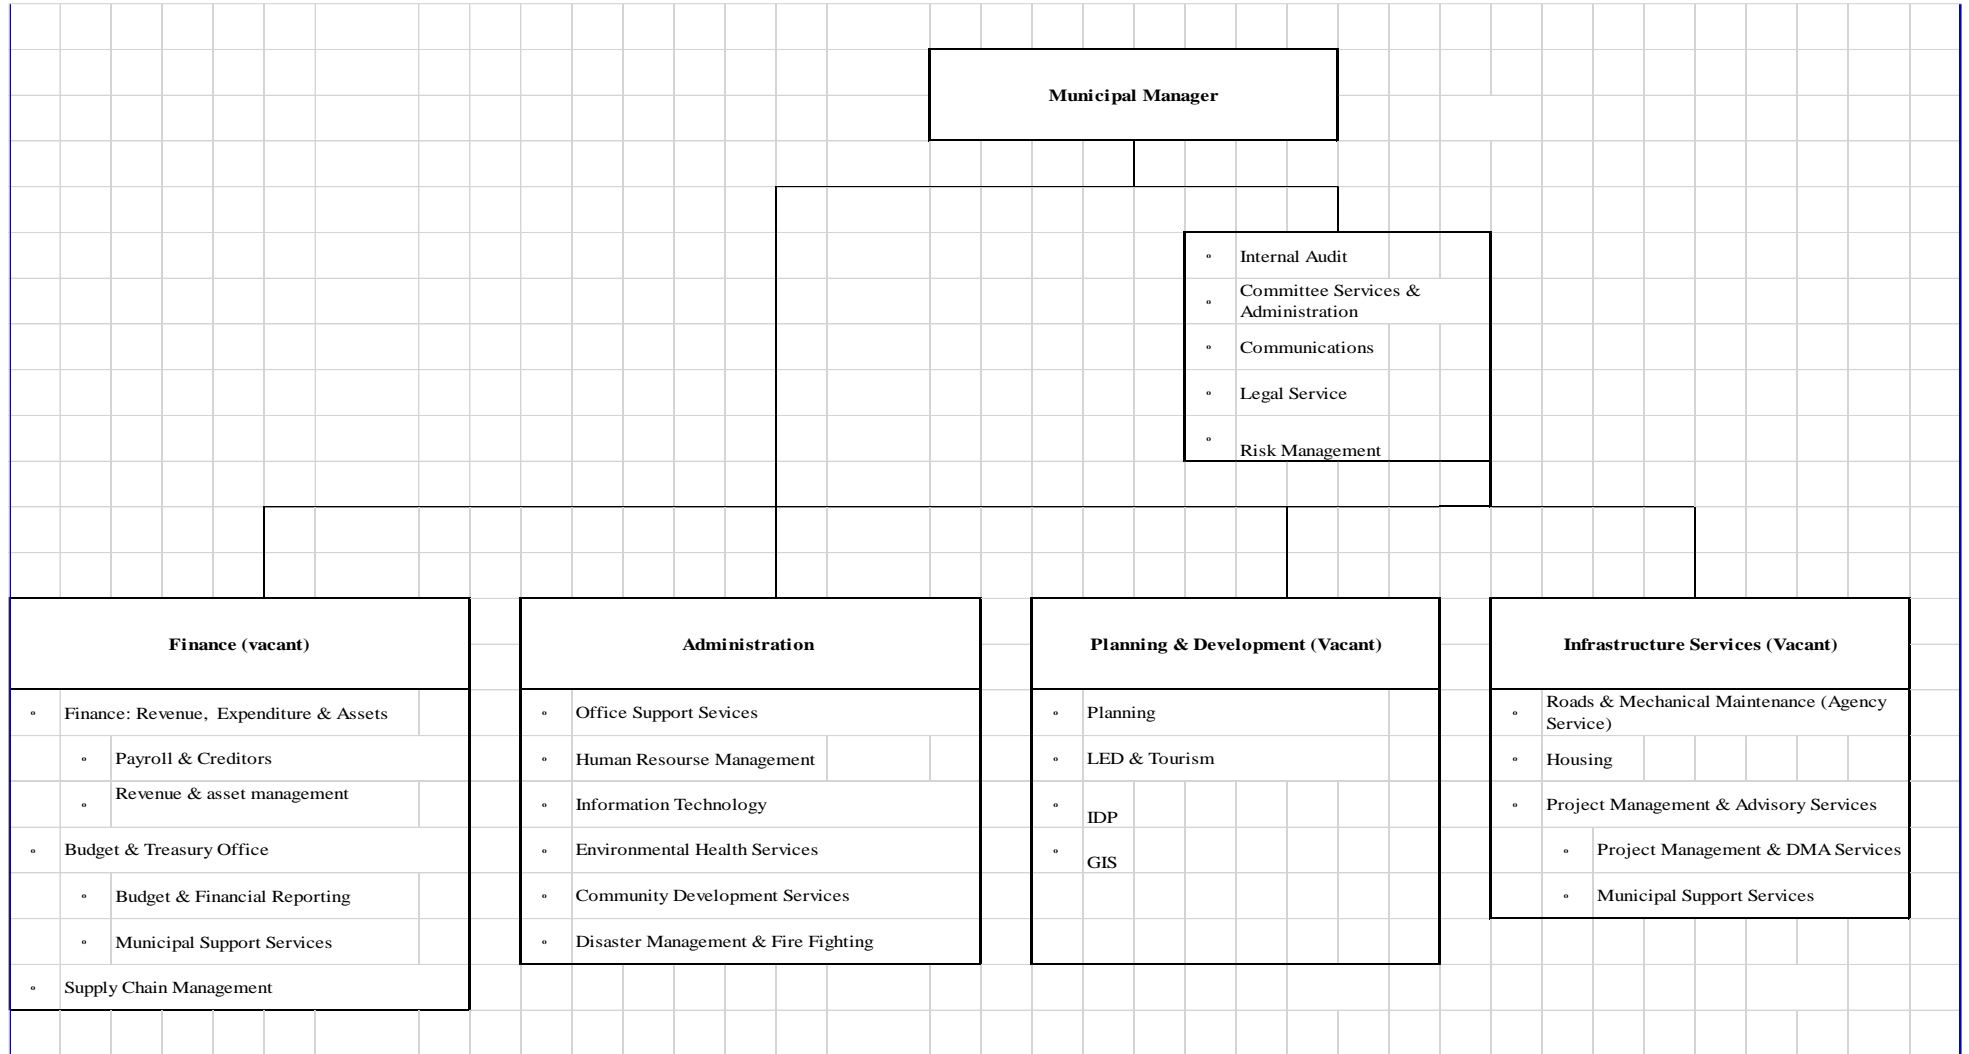 Municipal Manager
Internal Audit
Committee Services &
Administration
Communications
Legal Service
Risk Management
Finance (vacant)
Finance: Revenue, Expenditure & Assets
Payroll & Creditors
Revenue & asset management
Budget & Treasury Office
Budget & Financial Reporting
Municipal Support Services
Supply Chain Management
Administration
Office Support Sevices
Human Resourse Management
Information Technology
Environmental Health Services
Community Development Services
Disaster Management & Fire Fighting
Planning & Development (Vacant)
Planning
LED & Tourism
IDP
GIS
Infrastructure Services (Vacant)
Roads & Mechanical Maintenance (Agency
Service)
Housing
Project Management & Advisory Services
Project Management & DMA Services
Municipal Support Services